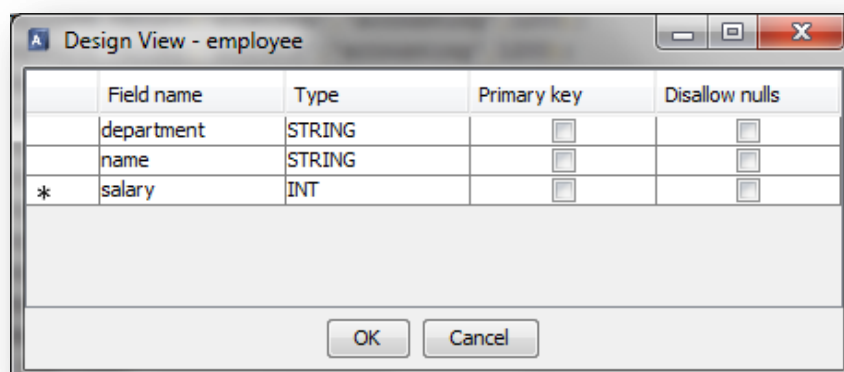 Design View - employee
Field name Type Primary key Disallow nulls
department STRING
name STRING
* salary INT
OK Cancel